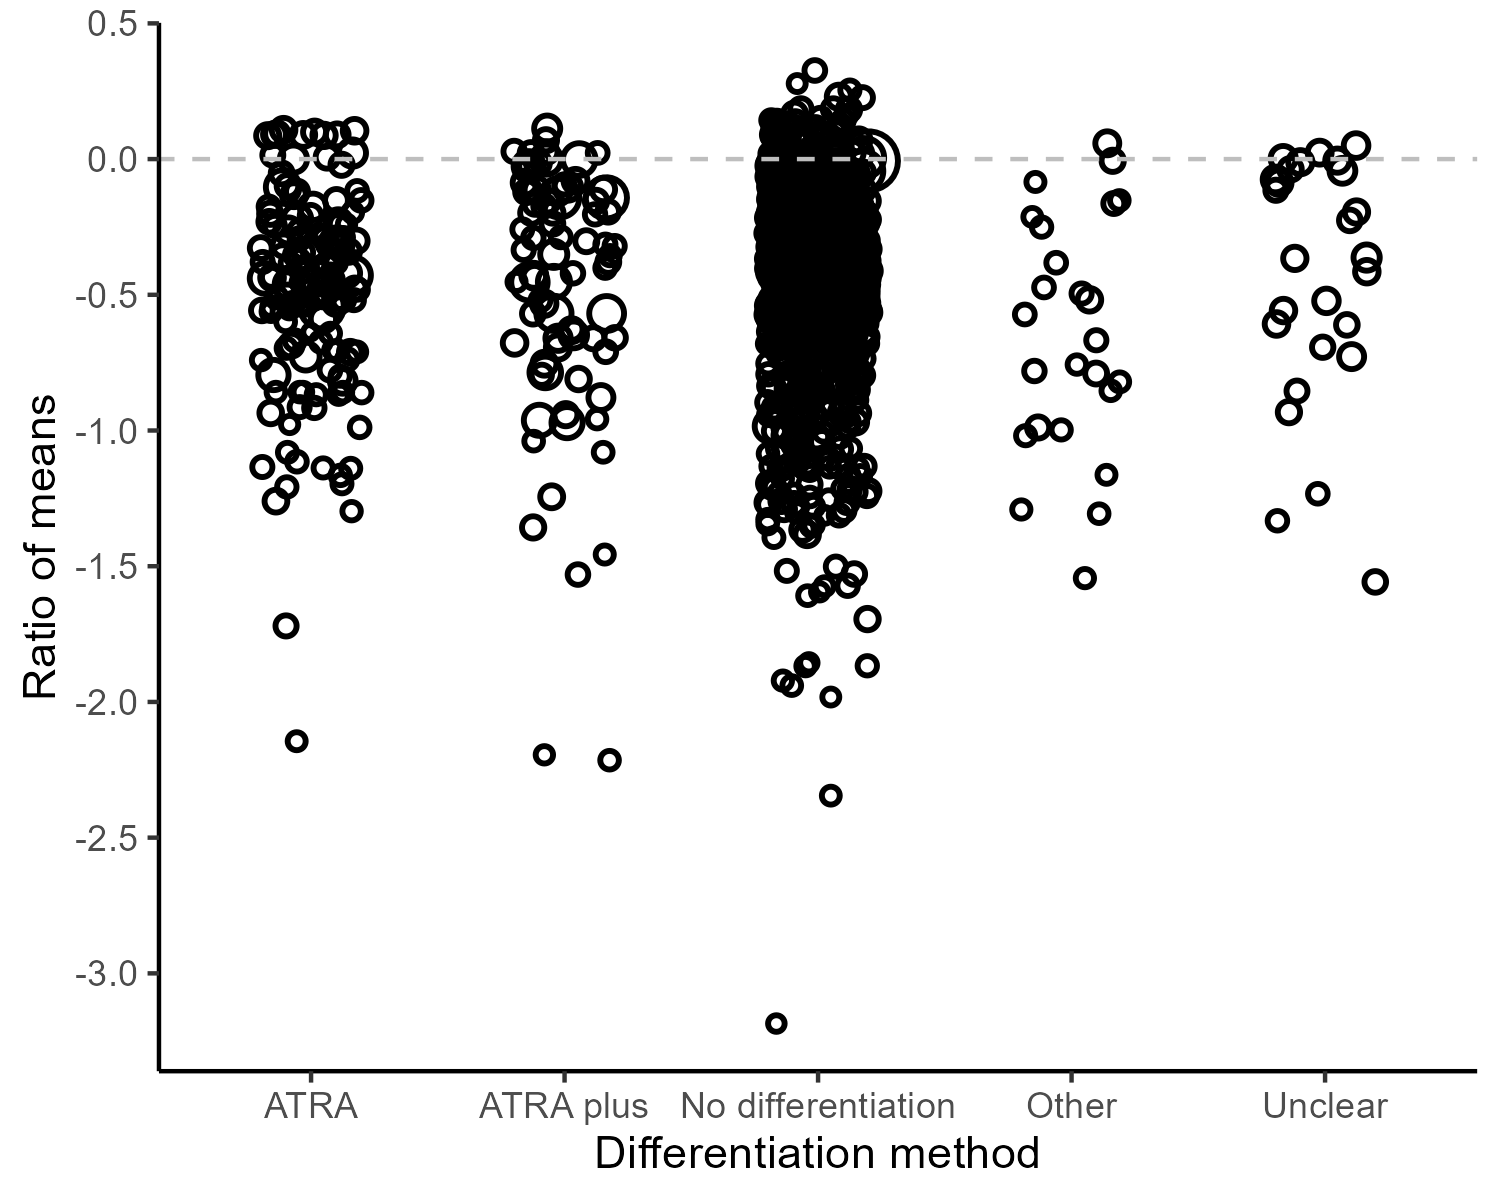 Ratio of means
0.5
0.0
-0.5
-1.0
-1.5
-2.0
-2.5
-3.0
ATRA ATRA plus No differentiation Other Unclear
Differentiation method